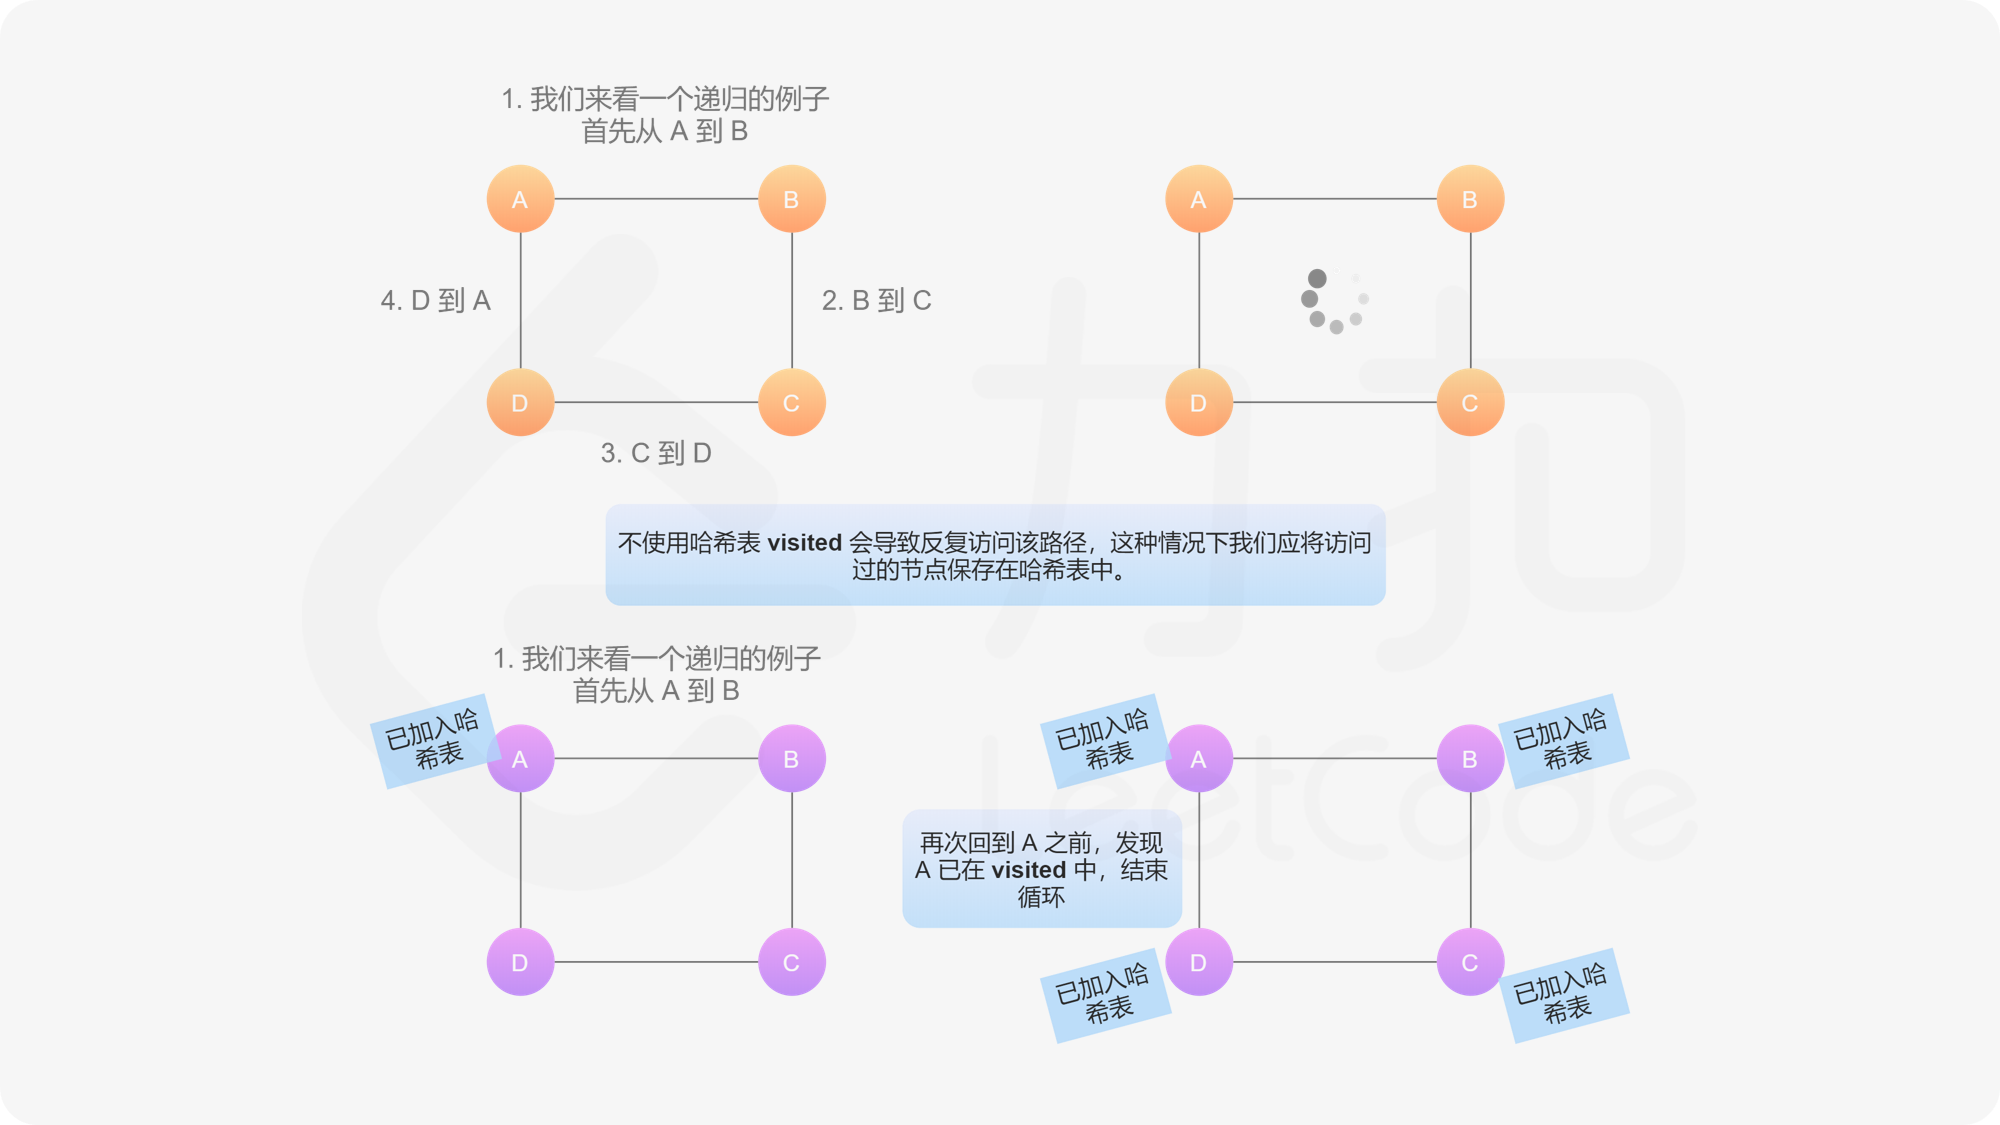 1. 我们来看一个递归的例子
首先从 A 到 B
A
B
A
B
4. D 到 A
2. B 到 C
D
C
D
C
3. C 到 D
不使用哈希表 visited 会导致反复访问该路径，这种情况下我们应将访问
过的节点保存在哈希表中。
1. 我们来看一个递归的例子
首先从 A 到 B
已加入哈
希表
A
B
已加入哈
希表
A
B
已加入哈
希表
再次回到 A 之前，发现
A 已在 visited 中，结束
循环
D
C
D
C
已加入哈
希表
已加入哈
希表
力扣
LeetCode